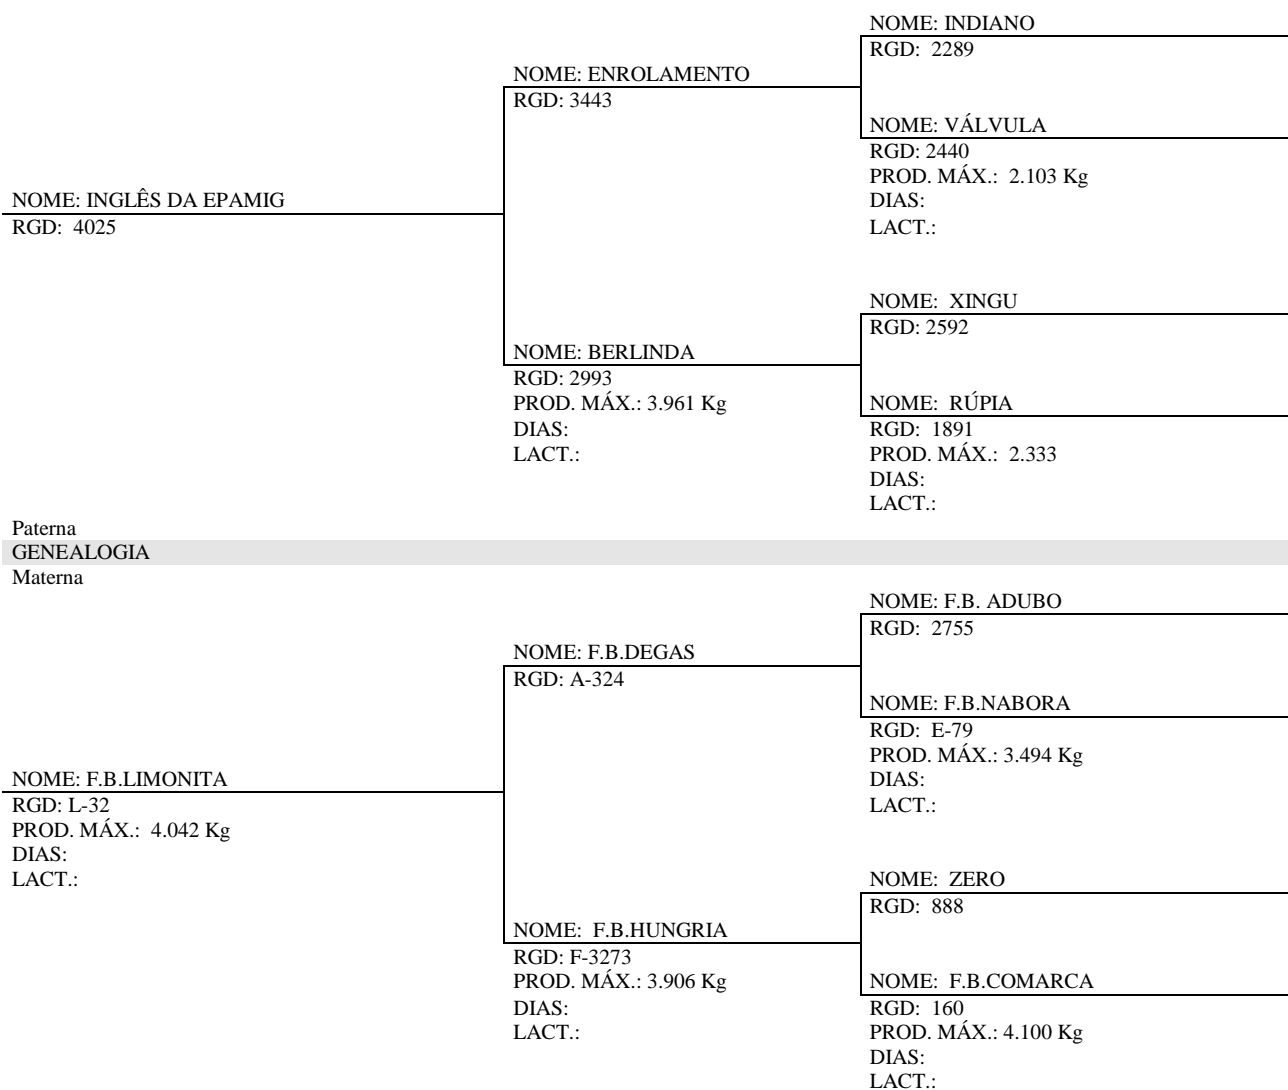 NOME: INDIANO
RGD: 2289
NOME: ENROLAMENTO
RGD: 3443
NOME: VÁLVULA
RGD: 2440
PROD. MÁX.: 2.103 Kg
DIAS:
LACT.:
NOME: INGLÊS DA EPAMIG
RGD: 4025
NOME: XINGU
RGD: 2592
NOME: BERLINDA
RGD: 2993
PROD. MÁX.: 3.961 Kg
DIAS:
LACT.:
NOME: RÚPIA
RGD: 1891
PROD. MÁX.: 2.333
DIAS:
LACT.:
Paterna
GENEALOGIA
Materna
NOME: F.B. ADUBO
RGD: 2755
NOME: F.B.DEGAS
RGD: A-324
NOME: F.B.NABORA
RGD: E-79
PROD. MÁX.: 3.494 Kg
DIAS:
LACT.:
NOME: F.B.LIMONITA
RGD: L-32
PROD. MÁX.: 4.042 Kg
DIAS:
LACT.:
NOME: ZERO
RGD: 888
NOME: F.B.HUNGRIA
RGD: F-3273
PROD. MÁX.: 3.906 Kg
DIAS:
LACT.:
NOME: F.B.COMARCA
RGD: 160
PROD. MÁX.: 4.100 Kg
DIAS:
LACT.: